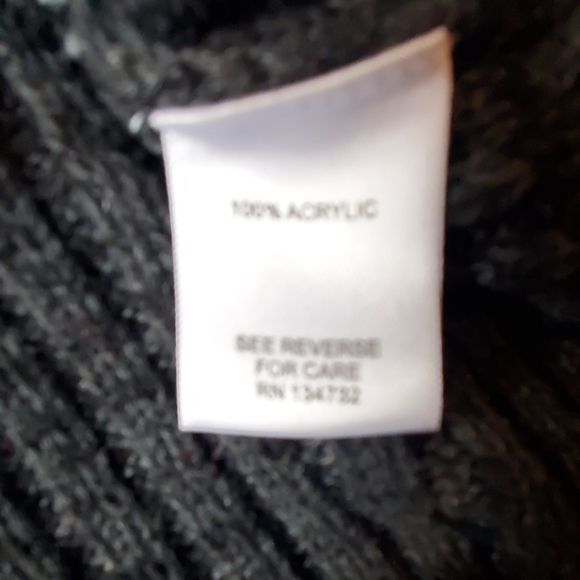 100% ACRYLIC
SEE REVERSE
FOR CARE
RN 134732